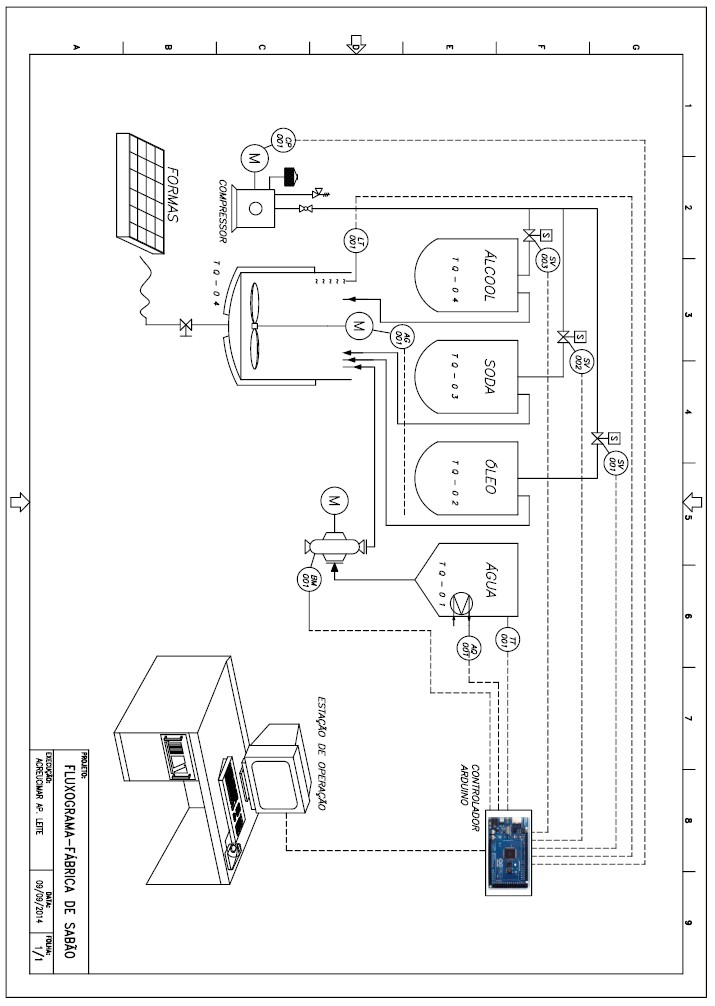 1 2 3 4 5 6 7 8 9
G
F
E
D
C
B
A
S
SV
001
S
SV
002
S
SV
003
ÁLCOOL
TQ-04
SODA
TQ-03
ÓLEO
TQ-02
ÁGUA
TQ-01
TT
001
AQ
001
CONTROLADOR
ARDUINO
CP
001
M
COMPRESSOR
LT
001
AG
001
M
M
BM
001
TQ-04
FORMAS
ESTAÇÃO DE OPERAÇÃO
PROJETO:
FLUXOGRAMA-FÁBRICA DE SABÃO
EXECUÇÃO:
ACREUCIMAR AP. LEITE
DATA:
09/09/2014
FOLHA:
1/1